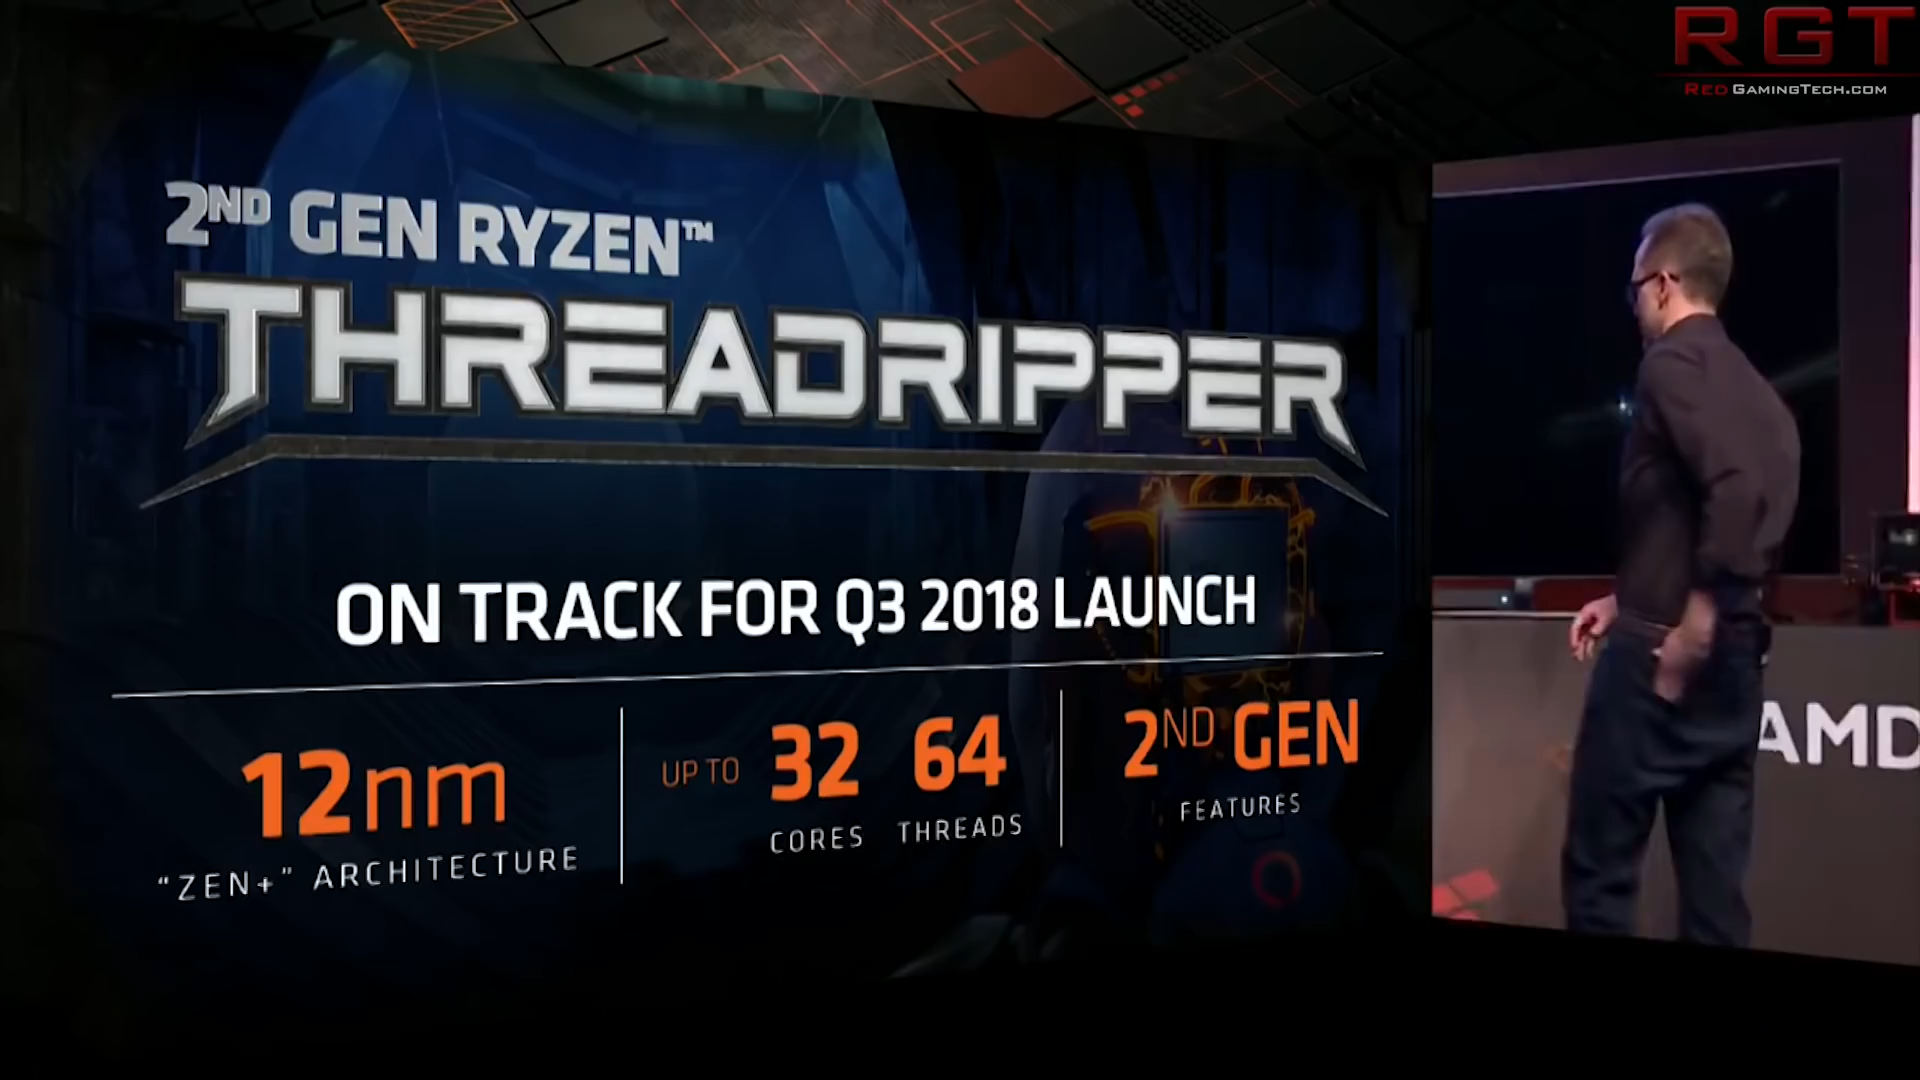 RGT
REDGAMINGTECH.COM
2ND GEN RYZEN™
THREADRIPPER
ON TRACK FOR Q3 2018 LAUNCH
12nm
"ZEN+" ARCHITECTURE
UP TO 32 64
CORES THREADS
2ND GEN
FEATURES
AMD